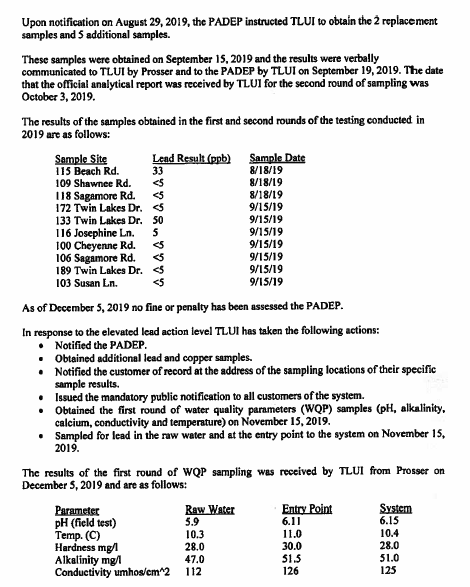 Upon notification on August 29, 2019, the PADEP instructed TLUI to obtain the 2 replacement
samples and 5 additional samples.
These samples were obtained on September 15, 2019 and the results were verbally
communicated to TLUI by Prosser and to the PADEP by TLUI on September 19, 2019. The date
that the official analytical report was received by TLUI for the second round of sampling was
October 3, 2019.
The results of the samples obtained in the first and second rounds of the testing conducted in
2019 are as follows:
Sample Site Lead Result (ppb) Sample Date
115 Beach Rd. 33 8/18/19
109 Shawnee Rd. <5 8/18/19
118 Sagamore Rd. <5 8/18/19
172 Twin Lakes Dr. <5 9/15/19
133 Twin Lakes Dr. 50 9/15/19
116 Josephine Ln. 5 9/15/19
100 Cheyenne Rd. <5 9/15/19
106 Sagamore Rd. <5 9/15/19
189 Twin Lakes Dr. <5 9/15/19
103 Susan Ln. <5 9/15/19
As of December 5, 2019 no fine or penalty has been assessed the PADEP.
In response to the elevated lead action level TLUI has taken the following actions:
• Notified the PADEP.
• Obtained additional lead and copper samples.
• Notified the customer of record at the address of the sampling locations of their specific
sample results.
• Issued the mandatory public notification to all customers of the system.
• Obtained the first round of water quality parameters (WQP) samples (pH, alkalinity,
calcium, conductivity and temperature) on November 15, 2019.
• Sampled for lead in the raw water and at the entry point to the system on November 15,
2019.
The results of the first round of WQP sampling was received by TLUI from Prosser on
December 5, 2019 and are as follows:
Parameter Raw Water Entry Point System
pH (field test) 5.9 6.11 6.15
Temp. (C) 10.3 11.0 10.4
Hardness mg/l 28.0 30.0 28.0
Alkalinity mg/l 47.0 51.5 51.0
Conductivity umhos/cm^2 112 126 125